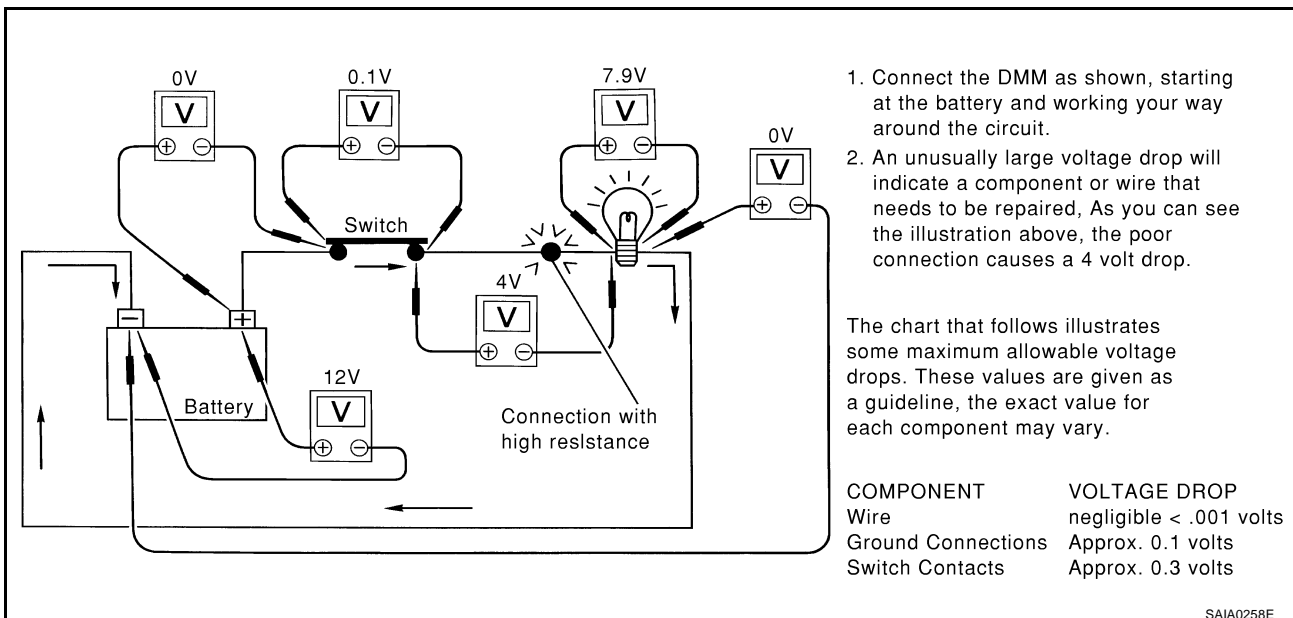 0V
0.1V
7.9V
0V
V
V
V
V
Switch
4V
V
12V
V
Battery
Connection with
high reslstance
1. Connect the DMM as shown, starting
at the battery and working your way
around the circuit.
2. An unusually large voltage drop will
indicate a component or wire that
needs to be repaired, As you can see
the illustration above, the poor
connection causes a 4 volt drop.
The chart that follows illustrates
some maximum allowable voltage
drops. These values are given as
a guideline, the exact value for
each component may vary.
COMPONENT VOLTAGE DROP
Wire negligible < .001 volts
Ground Connections Approx. 0.1 volts
Switch Contacts Approx. 0.3 volts
SAIA0258E